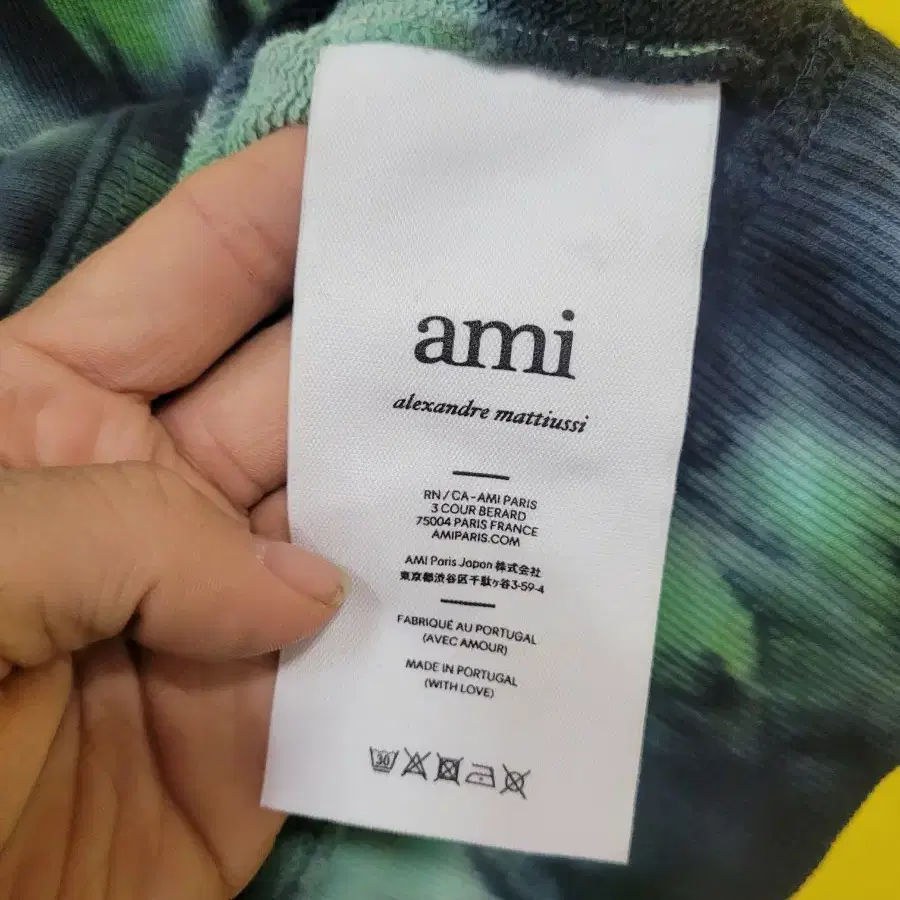 ami
alexandre mattiussi
RN / CA - AMI PARIS
3 COUR BERARD
75004 PARIS FRANCE
AMIPARIS.COM
AMI Paris Japan 株式会社
東京都渋谷区千駄ヶ谷3-59-4
FABRIQUÉ AU PORTUGAL
(AVEC AMOUR)
MADE IN PORTUGAL
(WITH LOVE)
30